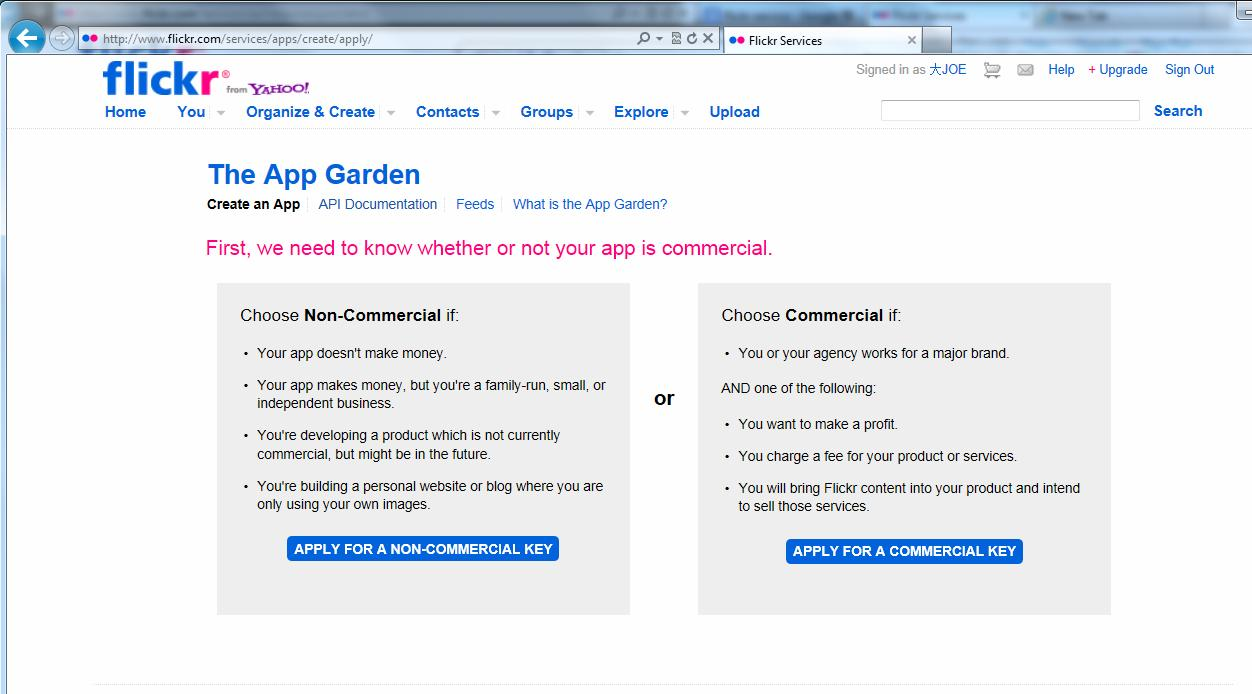 http://www.flickr.com/services/apps/create/apply/
Flickr Services
flickr® from YAHOO!
Signed in as 大JOE Help + Upgrade Sign Out
Home You Organize & Create Contacts Groups Explore Upload
Search
The App Garden
Create an App API Documentation Feeds What is the App Garden?
First, we need to know whether or not your app is commercial.
Choose Non-Commercial if:
• Your app doesn't make money.
• Your app makes money, but you're a family-run, small, or
independent business.
• You're developing a product which is not currently
commercial, but might be in the future.
• You're building a personal website or blog where you are
only using your own images.
APPLY FOR A NON-COMMERCIAL KEY
or
Choose Commercial if:
• You or your agency works for a major brand.
AND one of the following:
• You want to make a profit.
• You charge a fee for your product or services.
• You will bring Flickr content into your product and intend
to sell those services.
APPLY FOR A COMMERCIAL KEY